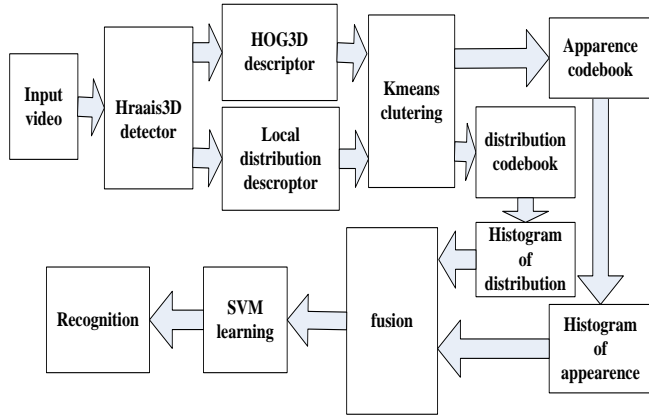 Input
video
Hraais3D
detector
HOG3D
descriptor
Local
distribution
descroptor
Kmeans
clutering
Apparence
codebook
distribution
codebook
Histogram
of
distribution
Histogram
of
appearence
fusion
SVM
learning
Recognition